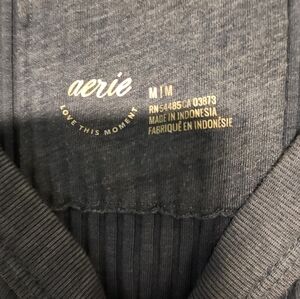 aerie
LOVE THIS MOMENT
M | M
RN 54485 CA 03873
MADE IN INDONESIA
FABRIQUÉ EN INDONÉSIE